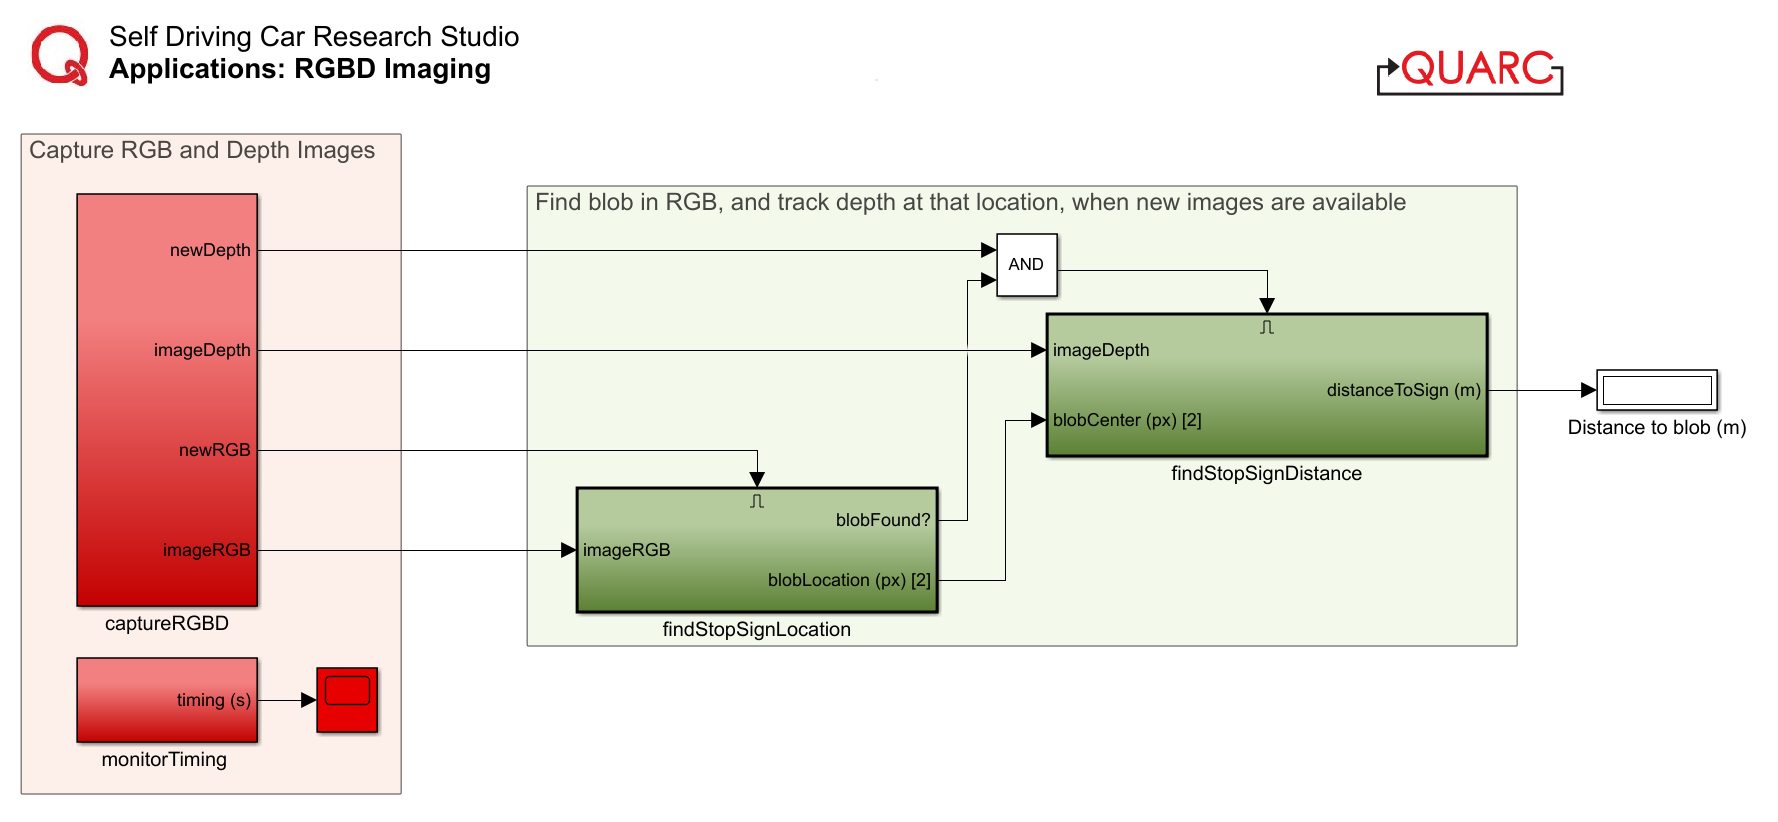 Self Driving Car Research Studio
Applications: RGBD Imaging
QUARC
Capture RGB and Depth Images
newDepth
imageDepth
newRGB
imageRGB
captureRGBD
timing (s)
monitorTiming
Find blob in RGB, and track depth at that location, when new images are available
AND
imageDepth
blobCenter (px) [2]
distanceToSign (m)
findStopSignDistance
imageRGB
blobFound?
blobLocation (px) [2]
findStopSignLocation
Distance to blob (m)